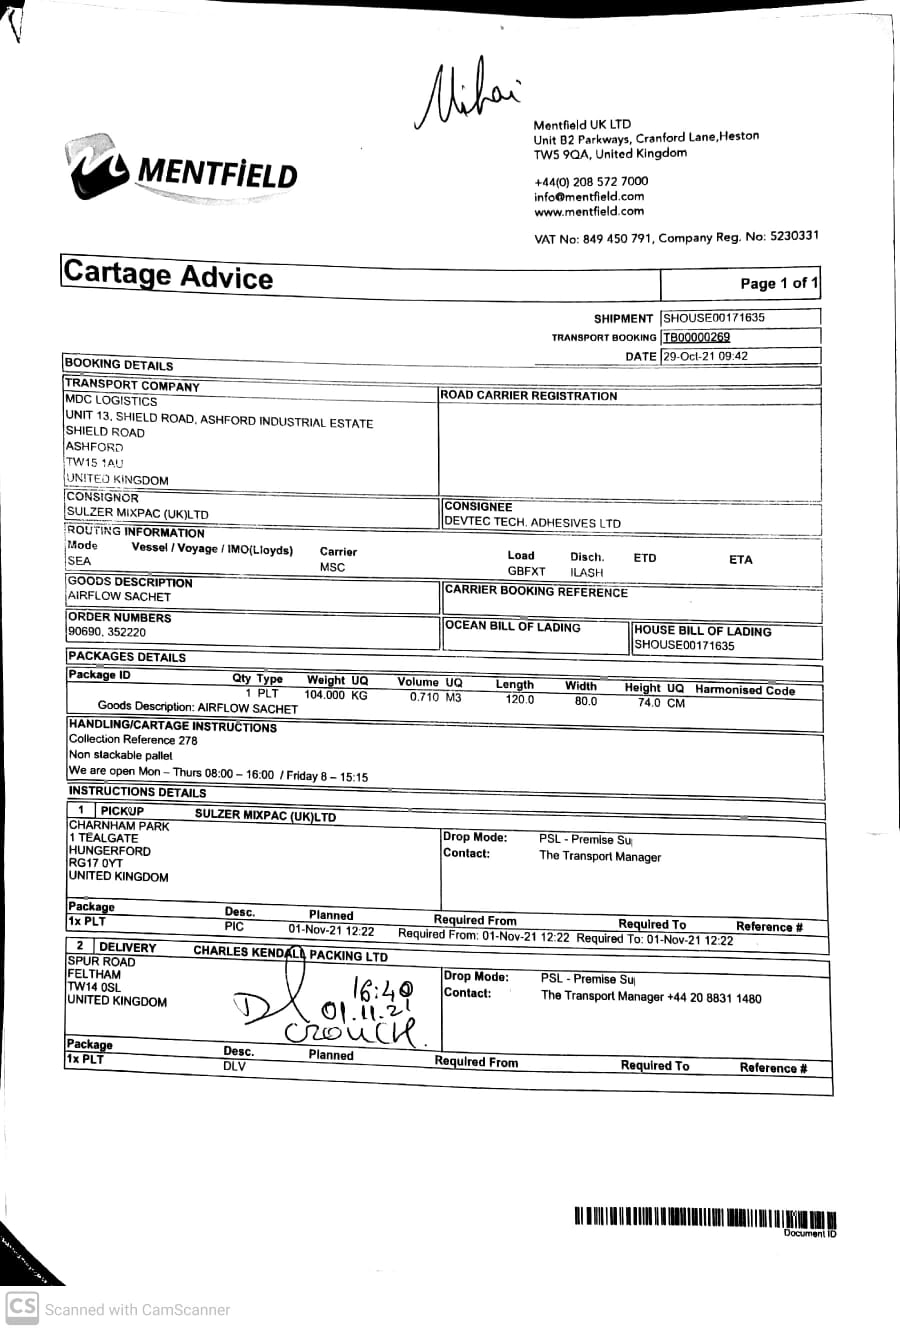 Mihai
Mentfield UK LTD
Unit B2 Parkways, Cranford Lane,Heston
TW5 9QA, United Kingdom
MENTFiELD
+44(0) 208 572 7000
info@mentfield.com
www.mentfield.com
VAT No: 849 450 791, Company Reg. No: 5230331
Cartage Advice
Page 1 of 1
SHIPMENT SHOUSE00171635
TRANSPORT BOOKING TB00000269
DATE 29-Oct-21 09:42
BOOKING DETAILS
TRANSPORT COMPANY
ROAD CARRIER REGISTRATION
MDC LOGISTICS
UNIT 13, SHIELD ROAD, ASHFORD INDUSTRIAL ESTATE
SHIELD ROAD
ASHFORD
TW15 1AU
UNITED KINGDOM
CONSIGNOR
SULZER MIXPAC (UK)LTD
CONSIGNEE
DEVTEC TECH. ADHESIVES LTD
ROUTING INFORMATION
Mode Vessel / Voyage / IMO(Lloyds) Carrier Load Disch. ETD ETA
SEA MSC GBFXT ILASH
GOODS DESCRIPTION
AIRFLOW SACHET
CARRIER BOOKING REFERENCE
ORDER NUMBERS
90690, 352220
OCEAN BILL OF LADING
HOUSE BILL OF LADING
SHOUSE00171635
PACKAGES DETAILS
Package ID Qty Type Weight UQ Volume UQ Length Width Height UQ Harmonised Code
1 PLT 104.000 KG 0.710 M3 120.0 80.0 74.0 CM
Goods Description: AIRFLOW SACHET
HANDLING/CARTAGE INSTRUCTIONS
Collection Reference 278
Non stackable pallet
We are open Mon – Thurs 08:00 – 16:00 / Friday 8 – 15:15
INSTRUCTIONS DETAILS
1 PICKUP SULZER MIXPAC (UK)LTD
CHARNHAM PARK
1 TEALGATE
HUNGERFORD
RG17 0YT
UNITED KINGDOM
Drop Mode: PSL - Premise Su
Contact: The Transport Manager
Package Desc. Planned Required From Required To Reference #
1x PLT PIC 01-Nov-21 12:22 Required From: 01-Nov-21 12:22 Required To: 01-Nov-21 12:22
2 DELIVERY CHARLES KENDALL PACKING LTD
SPUR ROAD
FELTHAM
TW14 0SL
UNITED KINGDOM
16:40
01.11.21
CROUCH.
Drop Mode: PSL - Premise Su
Contact: The Transport Manager +44 20 8831 1480
Package Desc. Planned Required From Required To Reference #
1x PLT DLV
Document ID
CS Scanned with CamScanner